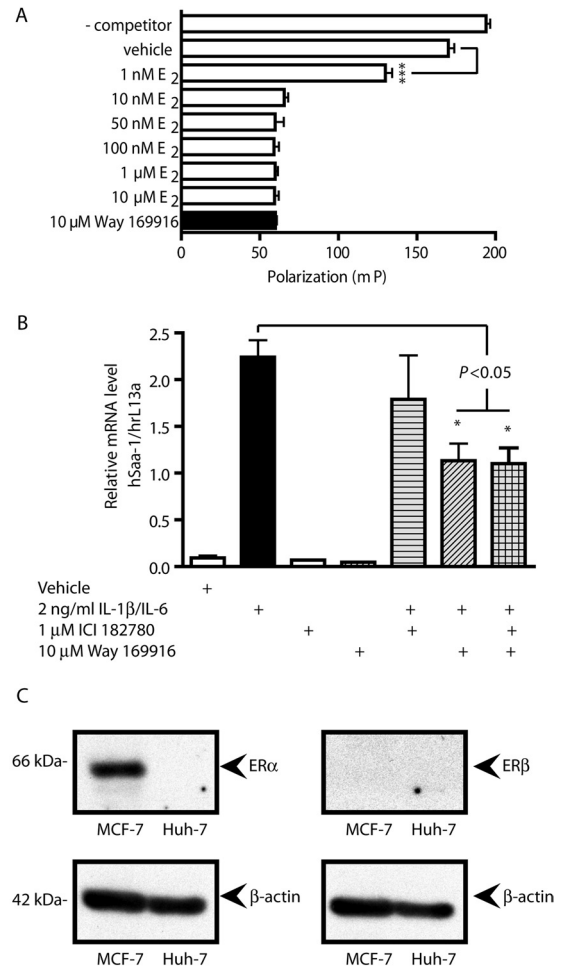 A
- competitor
vehicle
1 nM E 2
***
10 nM E 2
50 nM E 2
100 nM E 2
1 µM E 2
10 µM E 2
10 µM Way 169916
0 50 100 150 200
Polarization (m P)
B
Relative mRNA level
hSaa-1/hrL13a
2.5
2.0
1.5
1.0
0.5
0.0
P<0.05
* *
Vehicle +
2 ng/ml IL-1β/IL-6 + + + +
1 µM ICI 182780 + + +
10 µM Way 169916 + + +
C
66 kDa- ERα ERβ
MCF-7 Huh-7 MCF-7 Huh-7
42 kDa- β-actin β-actin
MCF-7 Huh-7 MCF-7 Huh-7